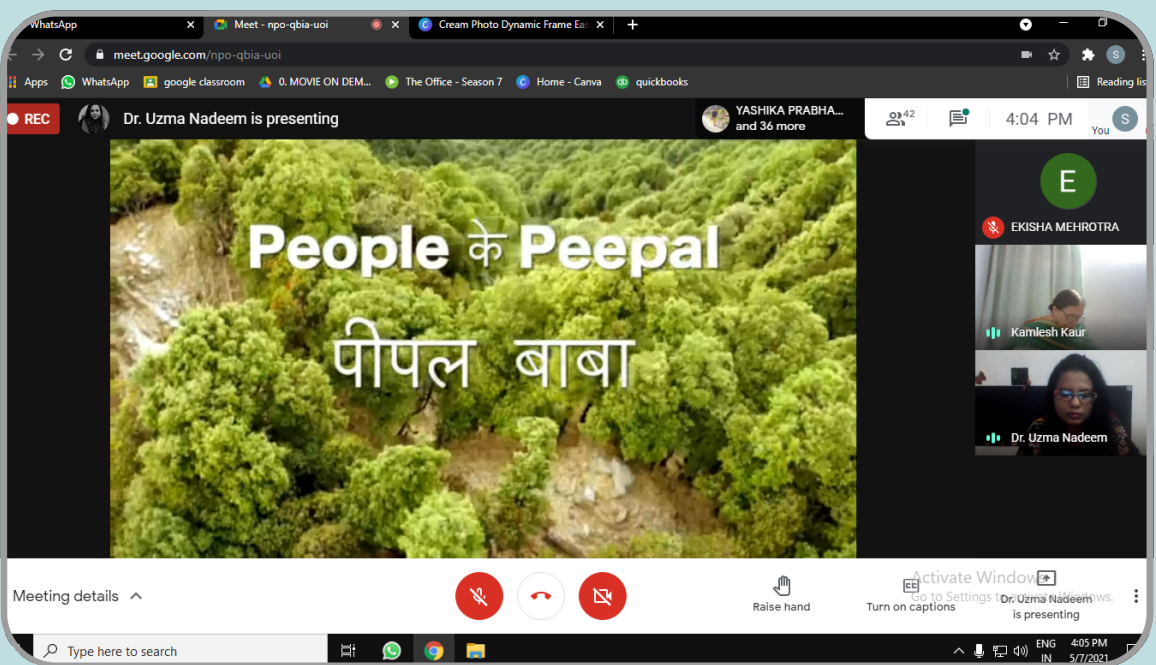 WhatsApp
Meet - npo-qbia-uoi
Cream Photo Dynamic Frame Ea
meet.google.com/npo-qbia-uoi
Apps
WhatsApp
google classroom
0. MOVIE ON DEM...
The Office - Season 7
Home - Canva
quickbooks
Reading lis
REC
Dr. Uzma Nadeem is presenting
YASHIKA PRABHA...
and 36 more
42
4:04 PM
You
S
People के Peepal
पीपल बाबा
E
EKISHA MEHROTRA
Kamlesh Kaur
Dr. Uzma Nadeem
Meeting details
Raise hand
Turn on captions
Dr. Uzma Nadeem
is presenting
Activate Windows
Go to Settings to activate Windows.
Type here to search
ENG
IN
4:05 PM
5/7/2021